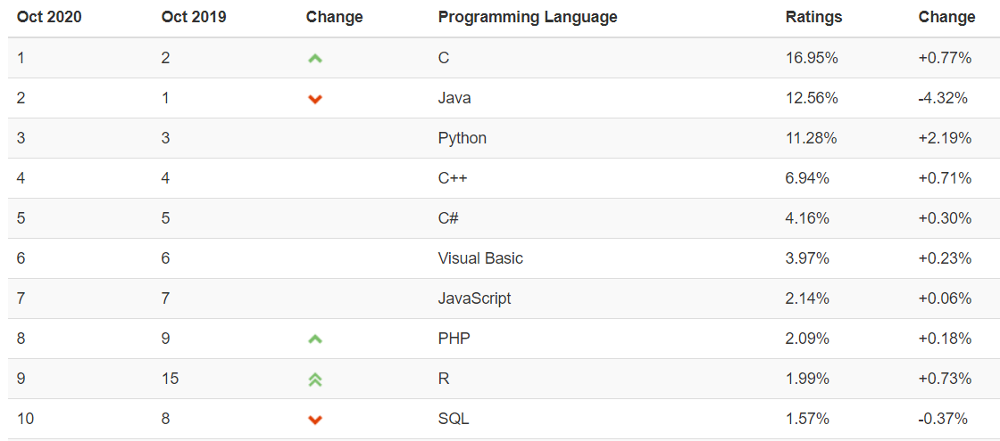 Oct 2020 Oct 2019 Change Programming Language Ratings Change
1 2 C 16.95% +0.77%
2 1 Java 12.56% -4.32%
3 3 Python 11.28% +2.19%
4 4 C++ 6.94% +0.71%
5 5 C# 4.16% +0.30%
6 6 Visual Basic 3.97% +0.23%
7 7 JavaScript 2.14% +0.06%
8 9 PHP 2.09% +0.18%
9 15 R 1.99% +0.73%
10 8 SQL 1.57% -0.37%